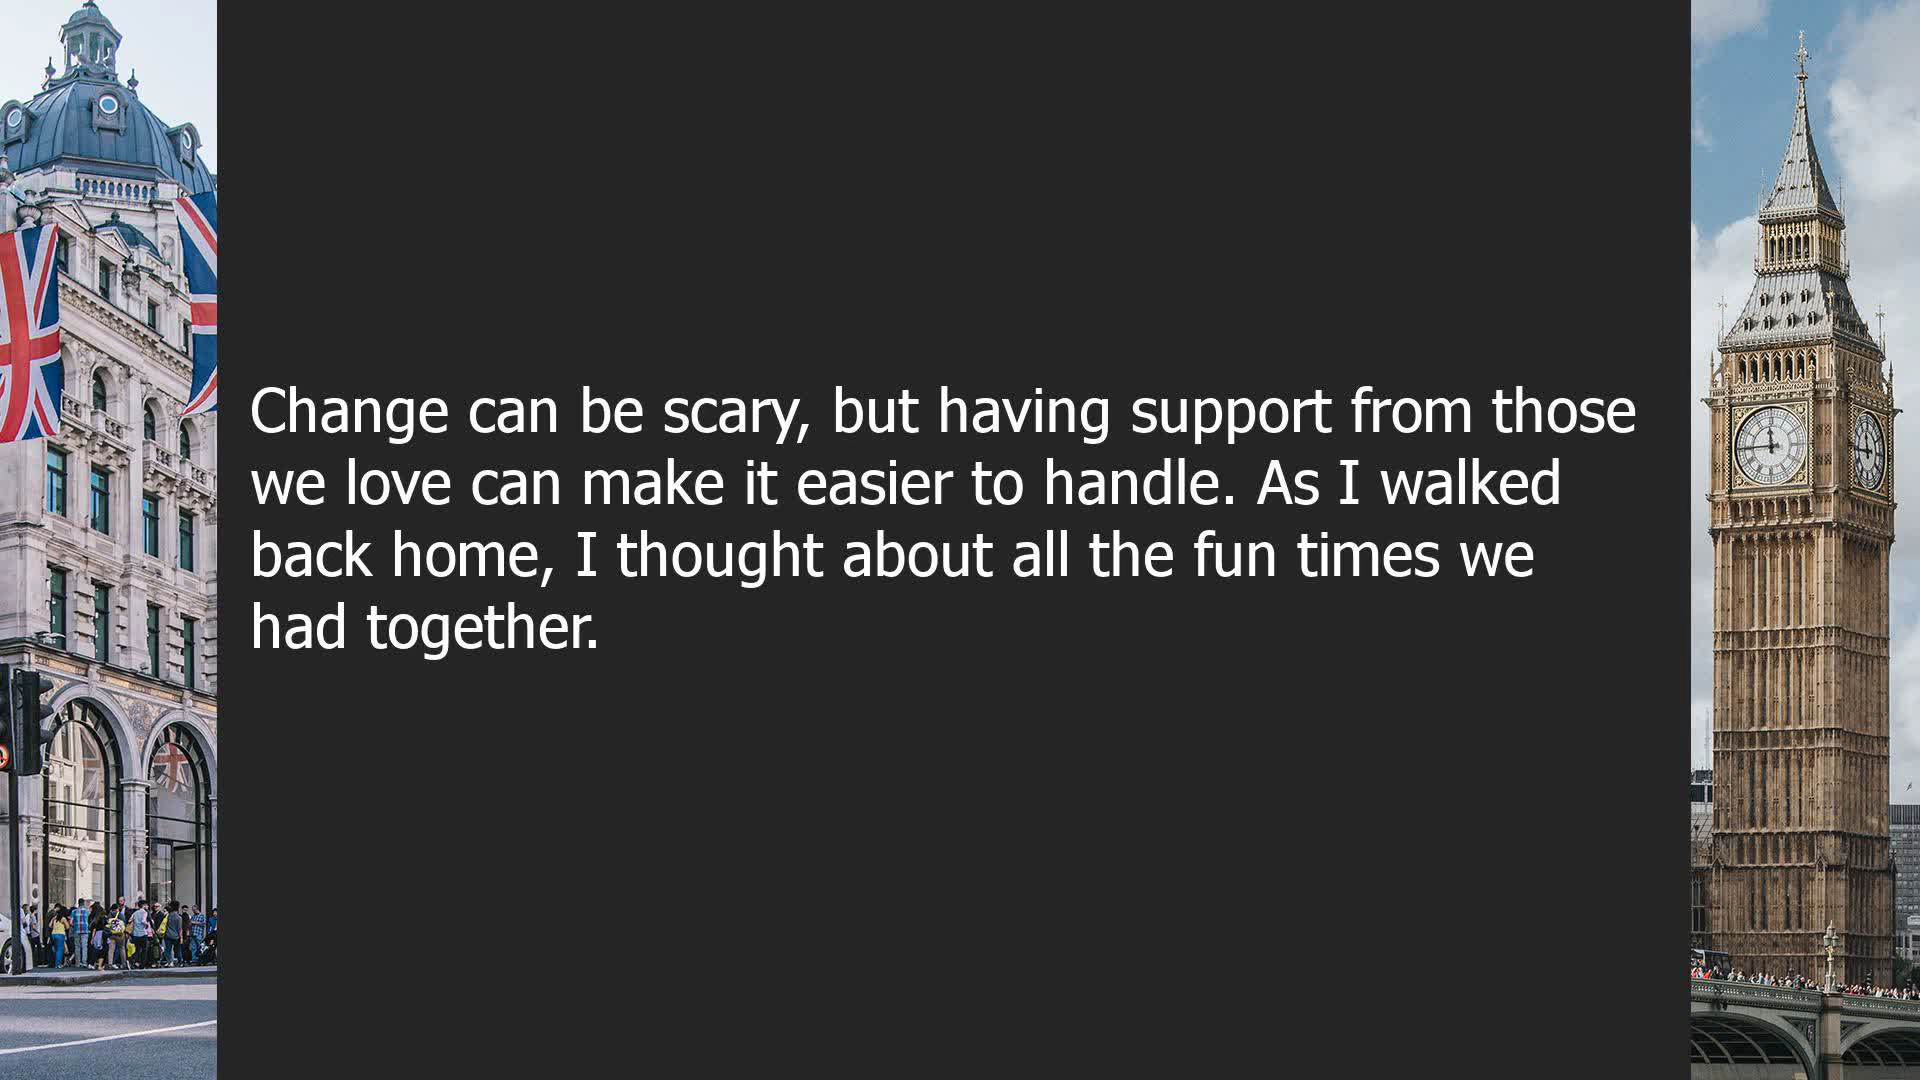 Change can be scary, but having support from those
we love can make it easier to handle. As I walked
back home, I thought about all the fun times we
had together.